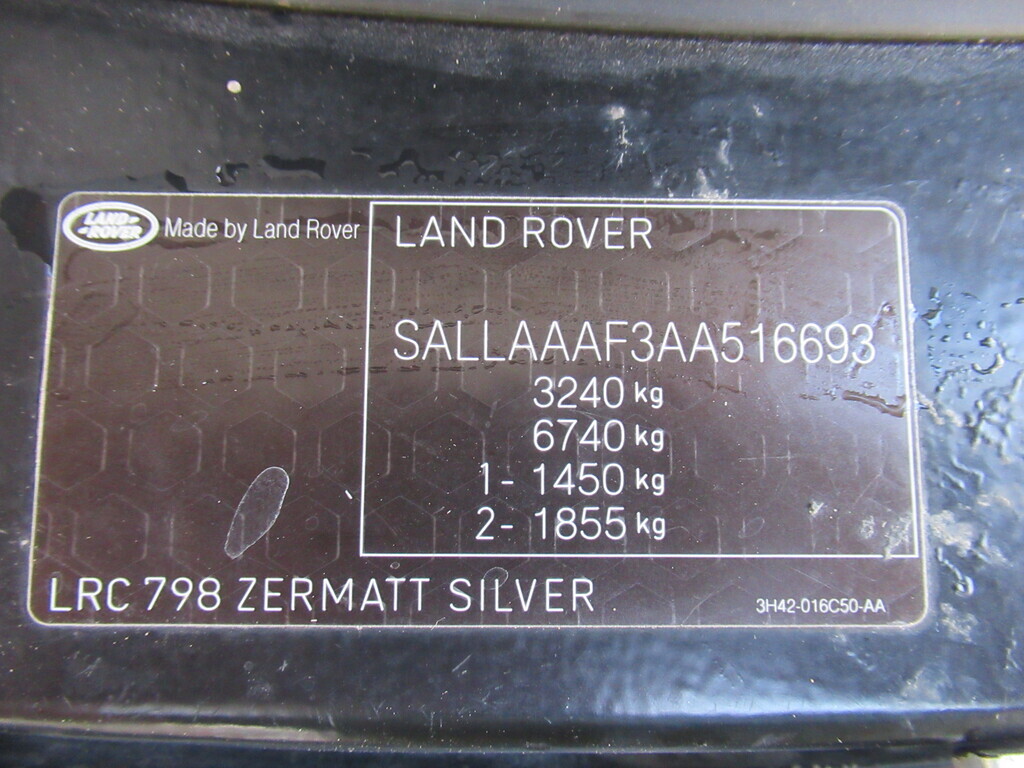 LAND-
-ROVER
Made by Land Rover
LAND ROVER
SALLAAAF3AA516693
3240 kg
6740 kg
1- 1450 kg
2- 1855 kg
LRC 798 ZERMATT SILVER
3H42-016C50-AA